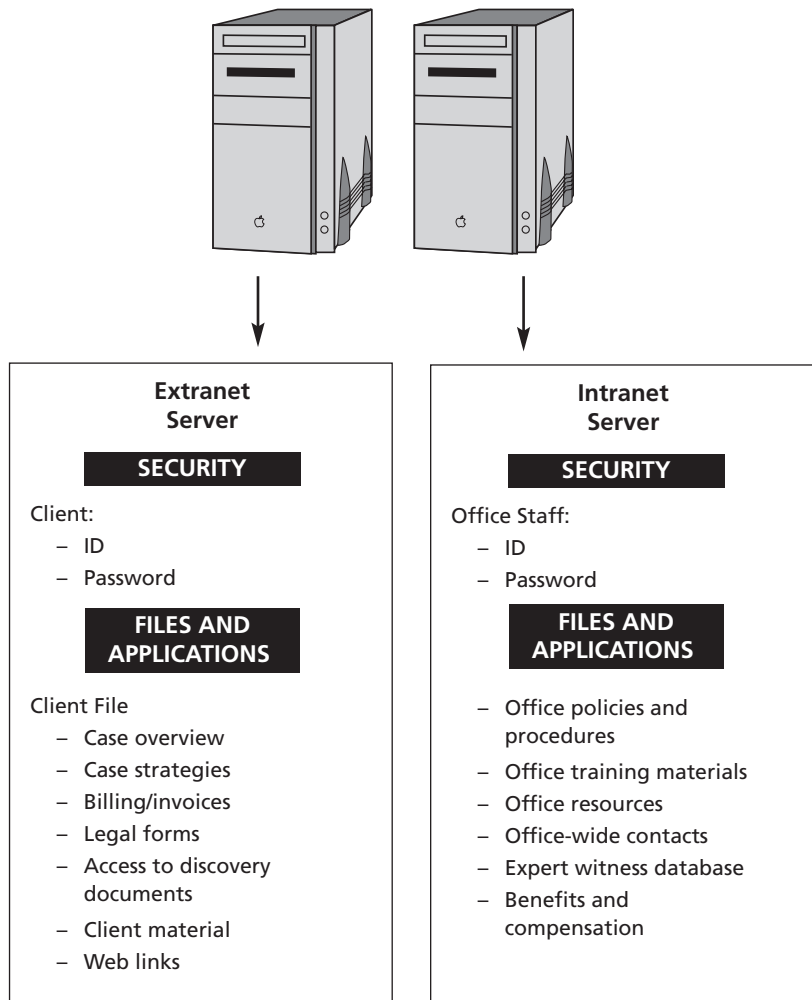 Extranet
Server
SECURITY
Client:
– ID
– Password
FILES AND
APPLICATIONS
Client File
– Case overview
– Case strategies
– Billing/invoices
– Legal forms
– Access to discovery
documents
– Client material
– Web links
Intranet
Server
SECURITY
Office Staff:
– ID
– Password
FILES AND
APPLICATIONS
– Office policies and
procedures
– Office training materials
– Office resources
– Office-wide contacts
– Expert witness database
– Benefits and
compensation